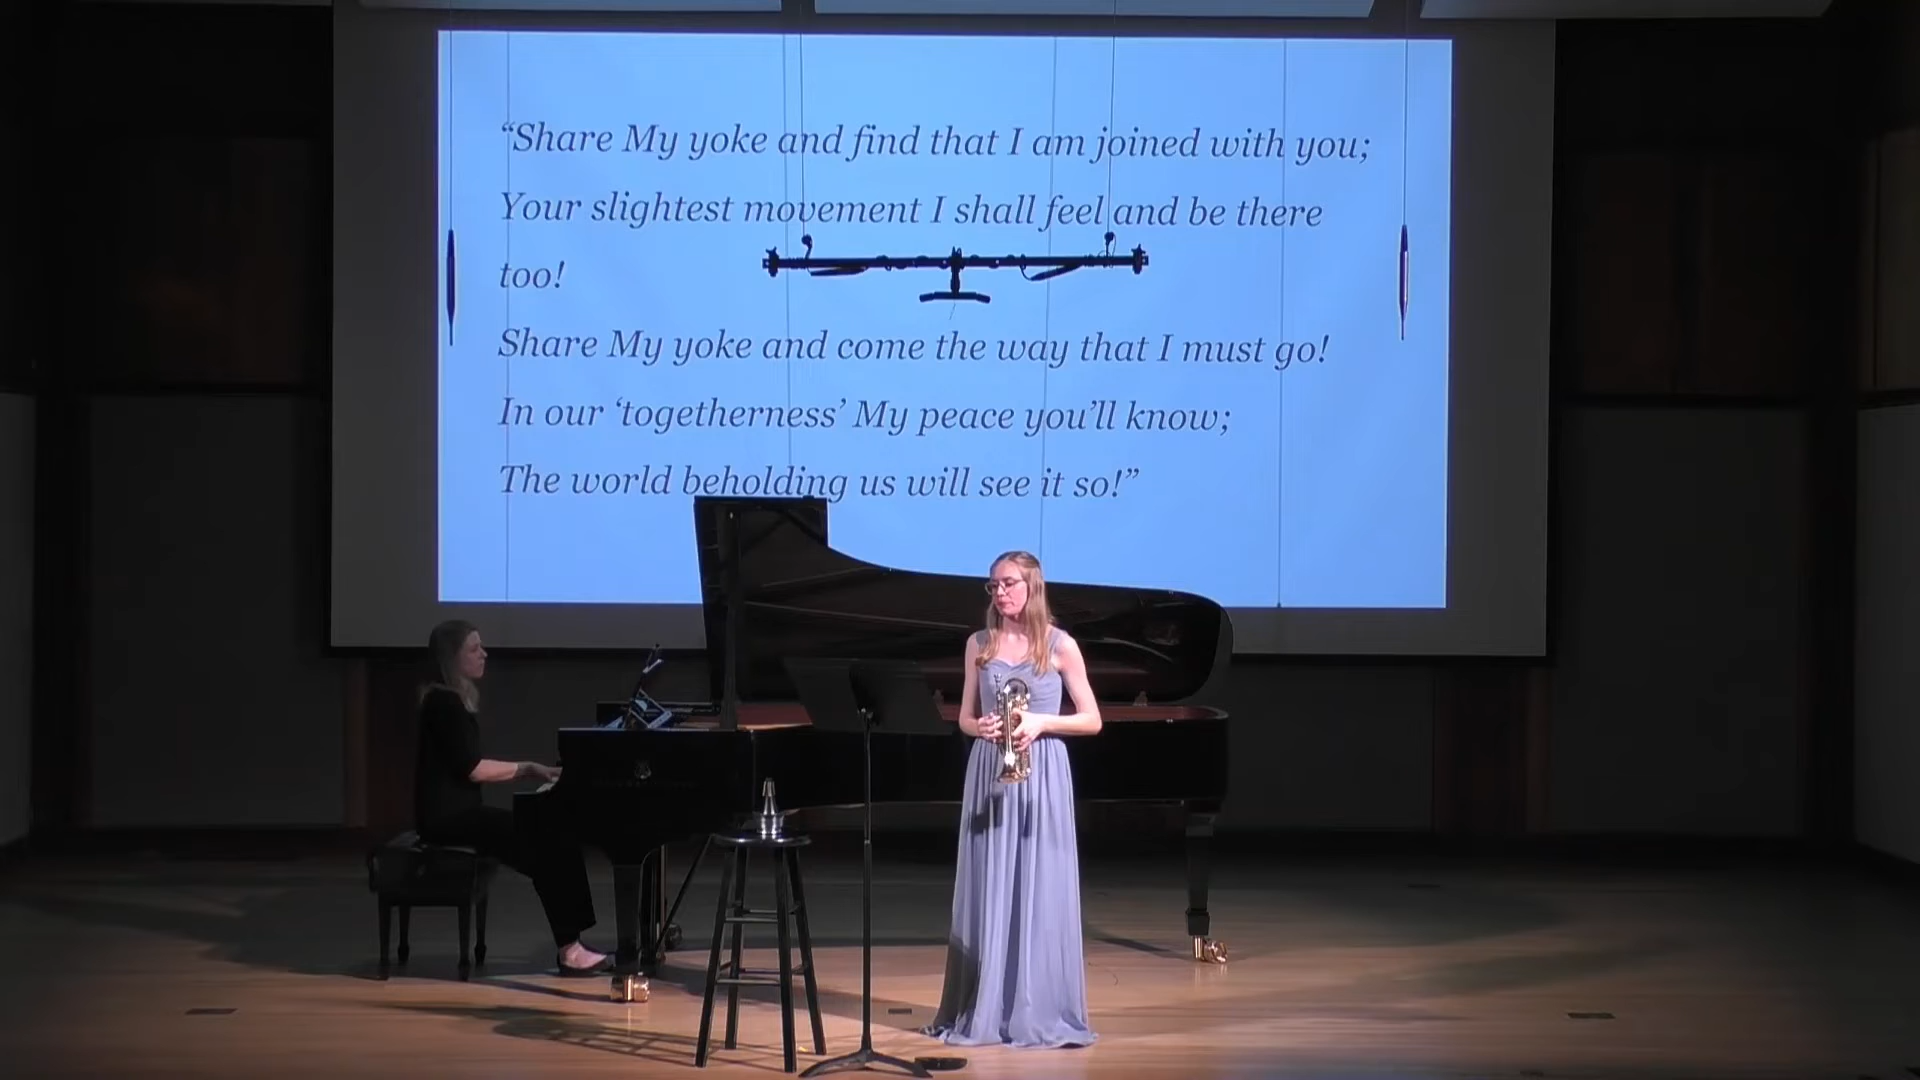 “Share My yoke and find that I am joined with you;
Your slightest movement I shall feel and be there
too!
Share My yoke and come the way that I must go!
In our ‘togetherness’ My peace you’ll know;
The world beholding us will see it so!”